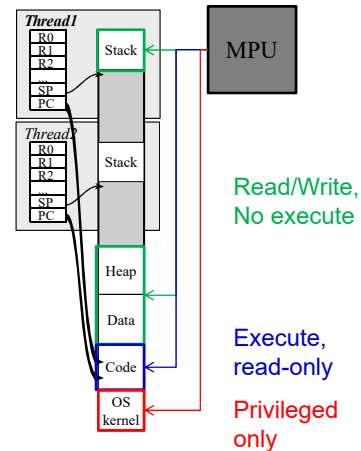 Thread1
R0
R1
R2
...
SP
PC
Stack
MPU
Thread2
R0
R1
R2
...
SP
PC
Stack
Read/Write,
No execute
Heap
Data
Code
Execute,
read-only
OS
kernel
Privileged
only